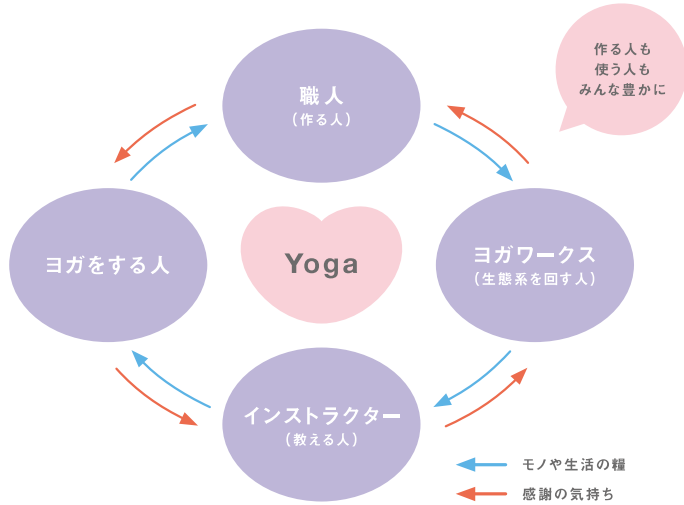 作る人も
使う人も
みんな豊かに
職人
(作る人)
ヨガをする人
Yoga
ヨガワークス
(生態系を回す人)
インストラクター
(教える人)
モノや生活の糧
感謝の気持ち